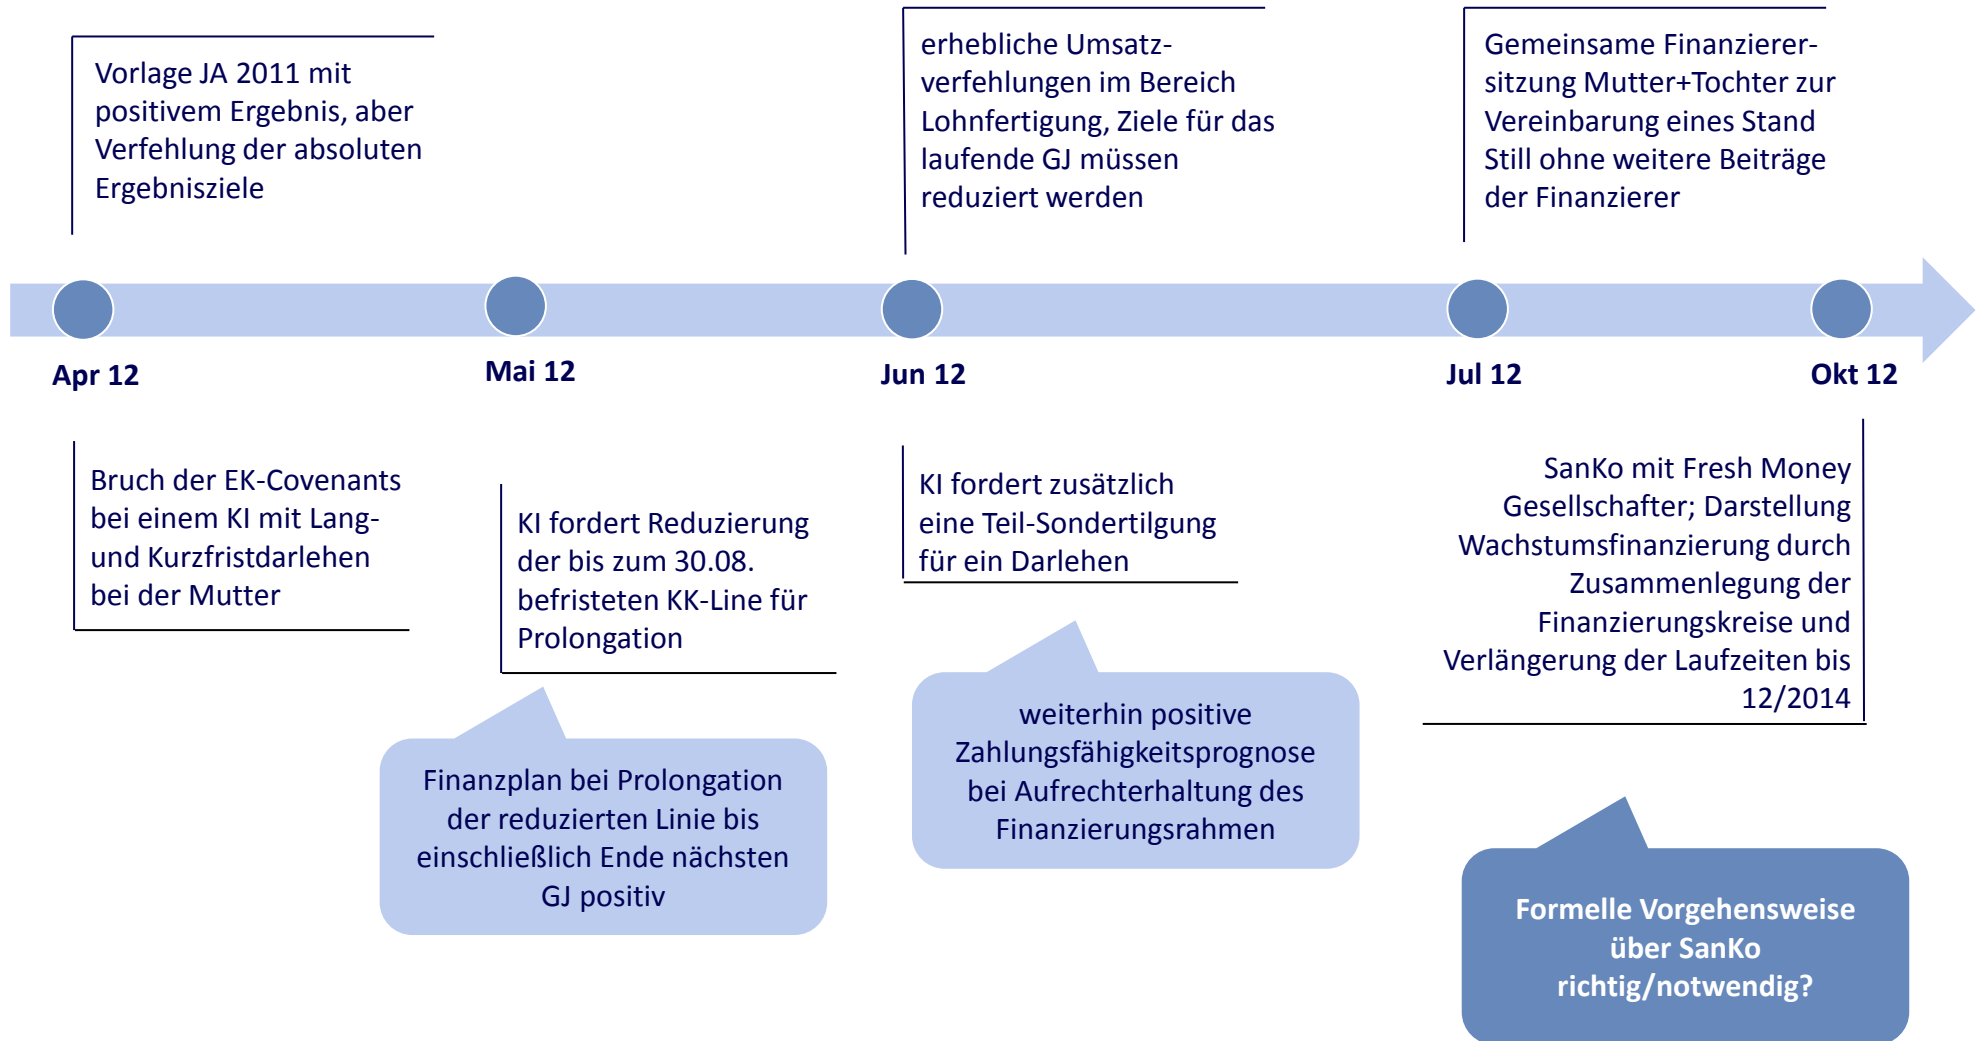 Vorlage JA 2011 mit
positivem Ergebnis, aber
Verfehlung der absoluten
Ergebnisziele
erhebliche Umsatz-
verfehlungen im Bereich
Lohnfertigung, Ziele für das
laufende GJ müssen
reduziert werden
Gemeinsame Finanzierer-
sitzung Mutter+Tochter zur
Vereinbarung eines Stand
Still ohne weitere Beiträge
der Finanzierer
Apr 12
Mai 12
Jun 12
Jul 12
Okt 12
Bruch der EK-Covenants
bei einem KI mit Lang-
und Kurzfristdarlehen
bei der Mutter
KI fordert Reduzierung
der bis zum 30.08.
befristeten KK-Line für
Prolongation
KI fordert zusätzlich
eine Teil-Sondertilgung
für ein Darlehen
SanKo mit Fresh Money
Gesellschafter; Darstellung
Wachstumsfinanzierung durch
Zusammenlegung der
Finanzierungskreise und
Verlängerung der Laufzeiten bis
12/2014
Finanzplan bei Prolongation
der reduzierten Linie bis
einschließlich Ende nächsten
GJ positiv
weiterhin positive
Zahlungsfähigkeitsprognose
bei Aufrechterhaltung des
Finanzierungsrahmen
Formelle Vorgehensweise
über SanKo
richtig/notwendig?